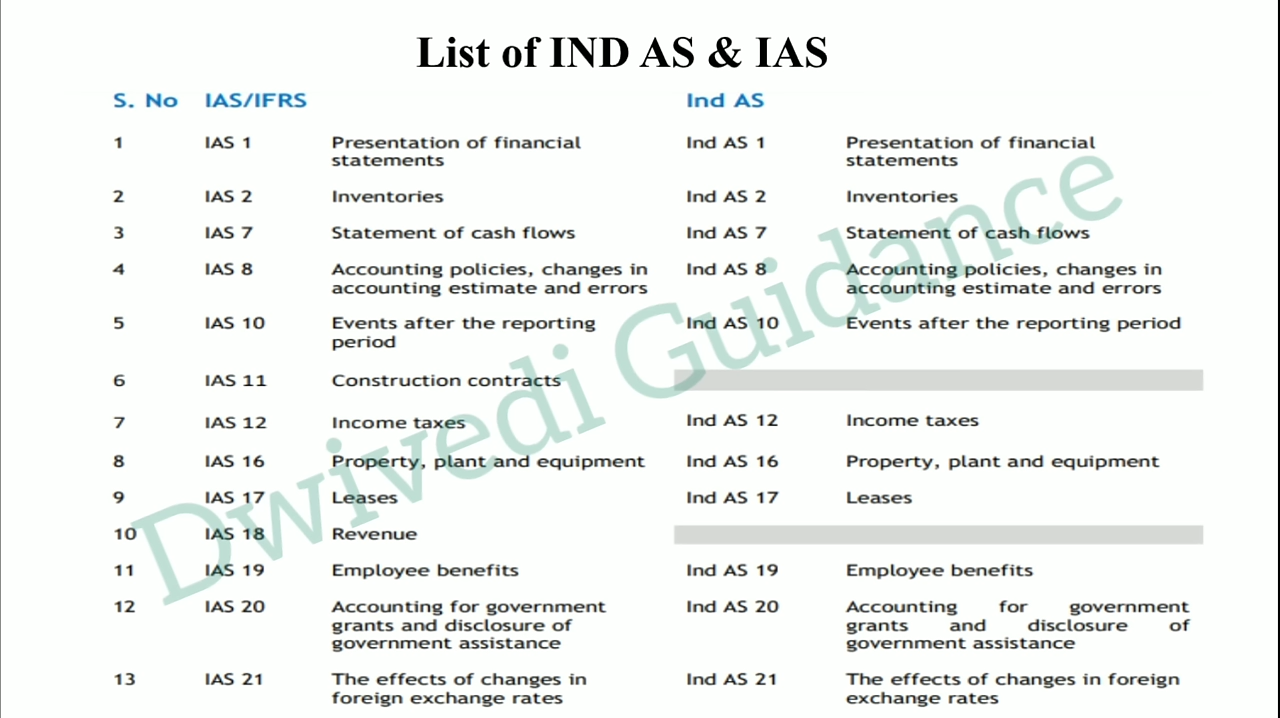 List of IND AS & IAS
S. No IAS/IFRS Ind AS
1 IAS 1 Presentation of financial Ind AS 1 Presentation of financial
statements statements
2 IAS 2 Inventories Ind AS 2 Inventories
3 IAS 7 Statement of cash flows Ind AS 7 Statement of cash flows
4 IAS 8 Accounting policies, changes in Ind AS 8 Accounting policies, changes in
accounting estimate and errors accounting estimate and errors
5 IAS 10 Events after the reporting Ind AS 10 Events after the reporting period
period
6 IAS 11 Construction contracts
7 IAS 12 Income taxes Ind AS 12 Income taxes
8 IAS 16 Property, plant and equipment Ind AS 16 Property, plant and equipment
9 IAS 17 Leases Ind AS 17 Leases
10 IAS 18 Revenue
11 IAS 19 Employee benefits Ind AS 19 Employee benefits
12 IAS 20 Accounting for government Ind AS 20 Accounting for government
grants and disclosure of grants and disclosure of
government assistance government assistance
13 IAS 21 The effects of changes in Ind AS 21 The effects of changes in foreign
foreign exchange rates exchange rates
Dwivedi Guidance